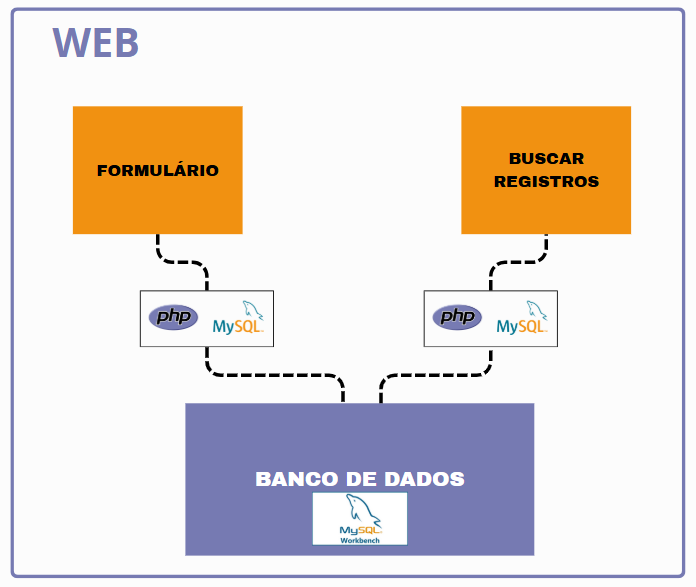 WEB
FORMULÁRIO
BUSCAR
REGISTROS
php
MySQL
php
MySQL
BANCO DE DADOS
MySQL
Workbench